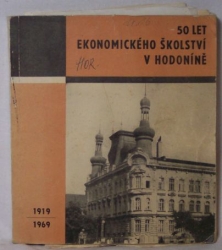 50 LET
EKONOMICKÉHO ŠKOLSTVÍ
V HODONÍNĚ
1919
1969